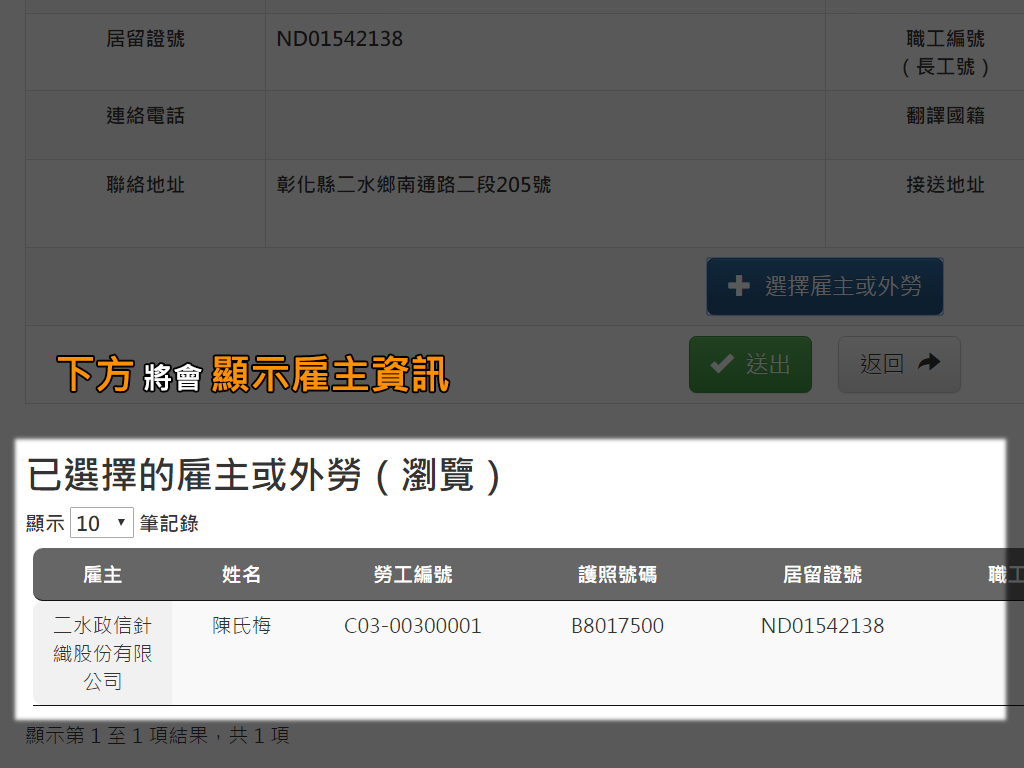 居留證號 ND01542138 職工編號
(長工號)
連絡電話 翻譯國籍
聯絡地址 彰化縣二水鄉南通路二段205號 接送地址
選擇雇主或外勞
下方 將會 顯示雇主資訊 送出 返回
已選擇的雇主或外勞(瀏覽)
顯示 10 筆記錄
雇主 姓名 勞工編號 護照號碼 居留證號 職工
二水政信針 陳氏梅 C03-00300001 B8017500 ND01542138
織股份有限
公司
顯示第 1 至 1 項結果,共 1 項